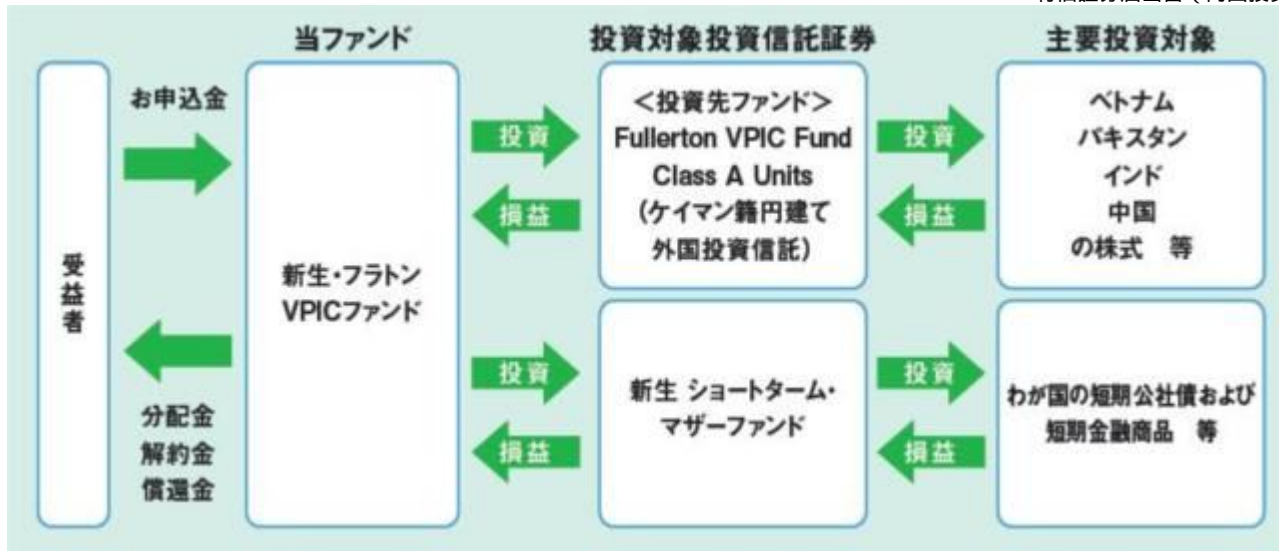 当ファンド
投資対象投資信託証券
主要投資対象
受益者
お申込金
分配金
解約金
償還金
新生・フラトン
VPICファンド
投資
損益
<投資先ファンド>
Fullerton VPIC Fund
Class A Units
(ケイマン籍円建て
外国投資信託)
投資
損益
ベトナム
パキスタン
インド
中国
の株式 等
投資
損益
新生 ショートターム・
マザーファンド
投資
損益
わが国の短期公社債および
短期金融商品 等